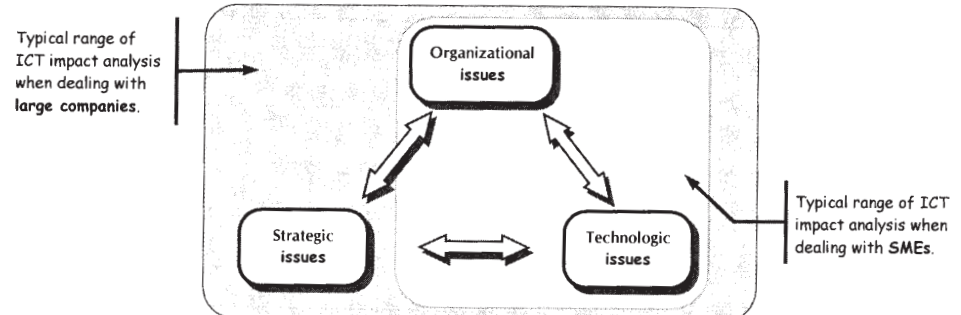 Typical range of
ICT impact analysis
when dealing with
large companies.
Organizational
issues
Strategic
issues
Technologic
issues
Typical range of ICT
impact analysis when
dealing with SMEs.